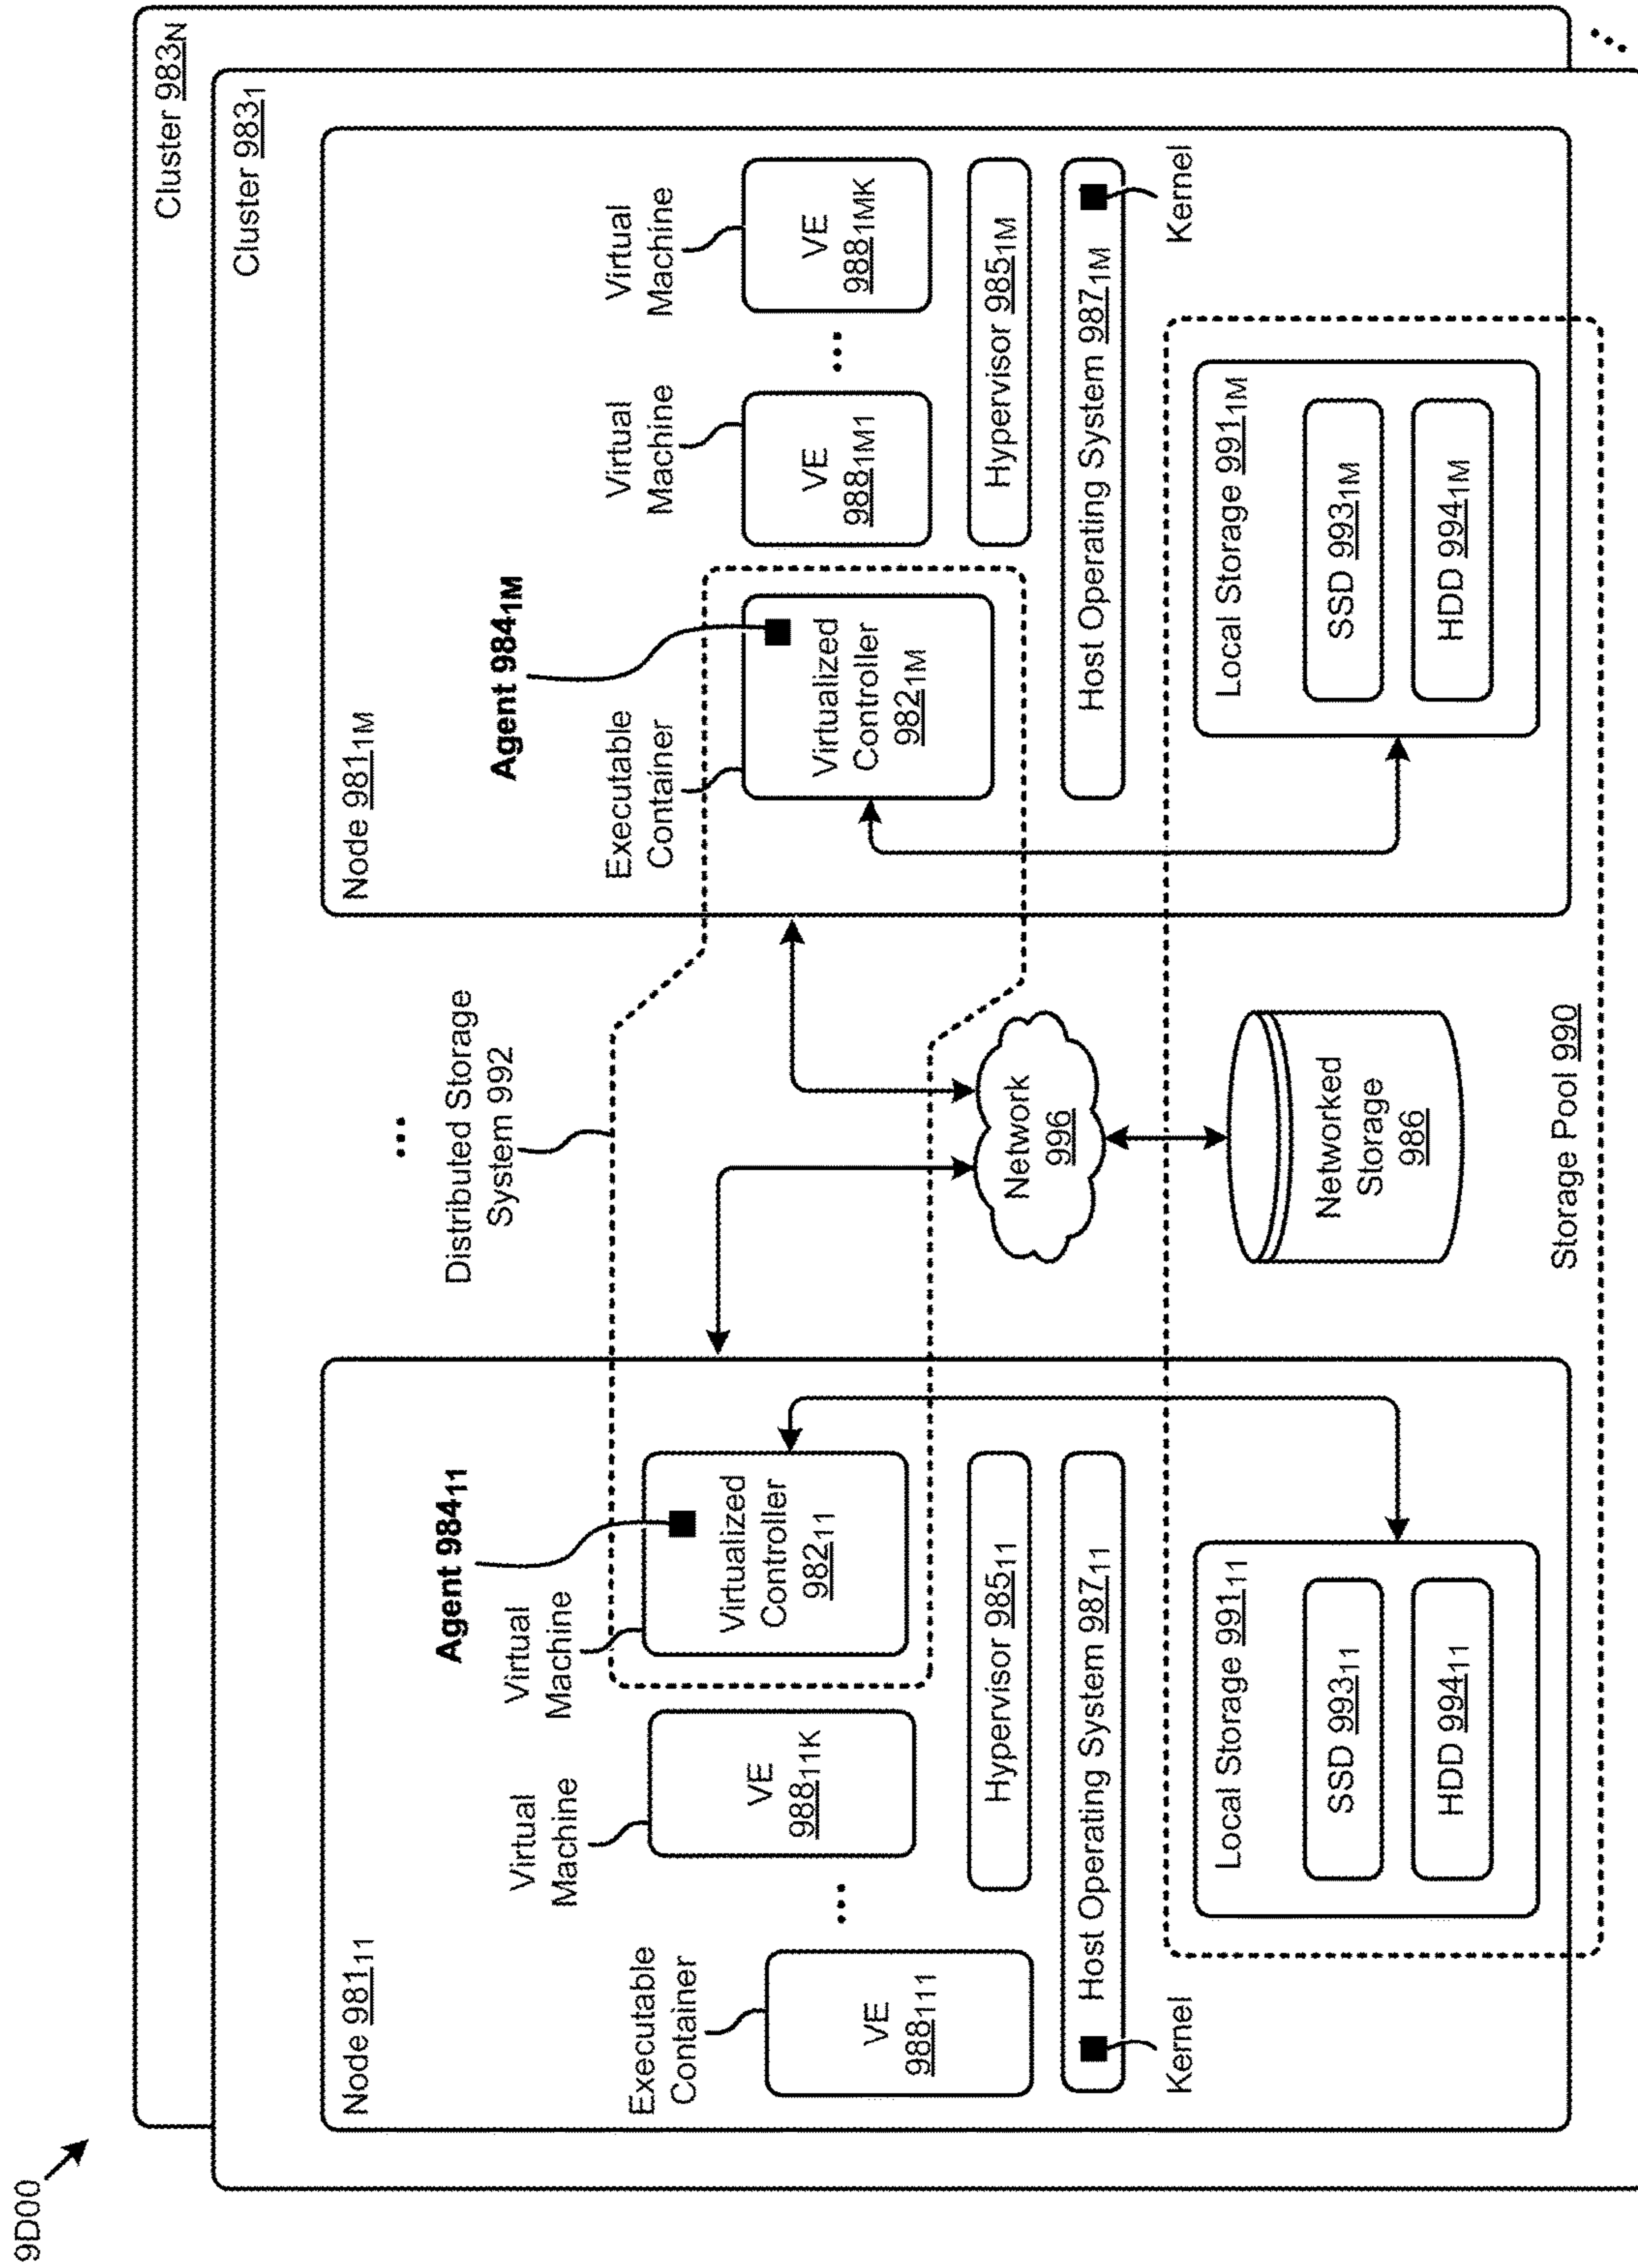 9D00
Cluster 983N
Cluster 9831
Node 98111
Agent 98411
Virtual
Machine
Virtualized
Controller
98211
Virtual
Machine
VE
98811K
...
Executable
Container
VE
988111
Hypervisor 98511
Host Operating System 98711
Kernel
Local Storage 99111
SSD 99311
HDD 99411
...
Distributed Storage
System 992
Network
996
Networked
Storage
986
Storage Pool 990
Node 9811M
Agent 9841M
Executable
Container
Virtualized
Controller
9821M
Virtual
Machine
VE
9881M1
...
Virtual
Machine
VE
9881MK
Hypervisor 9851M
Host Operating System 9871M
Kernel
Local Storage 9911M
SSD 9931M
HDD 9941M
...